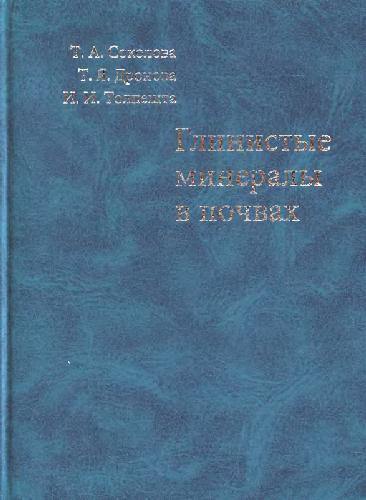 Т. А. Соколова
Т. Я. Дронова
И. И. Толпешта
Глинистые
минералы
в почвах